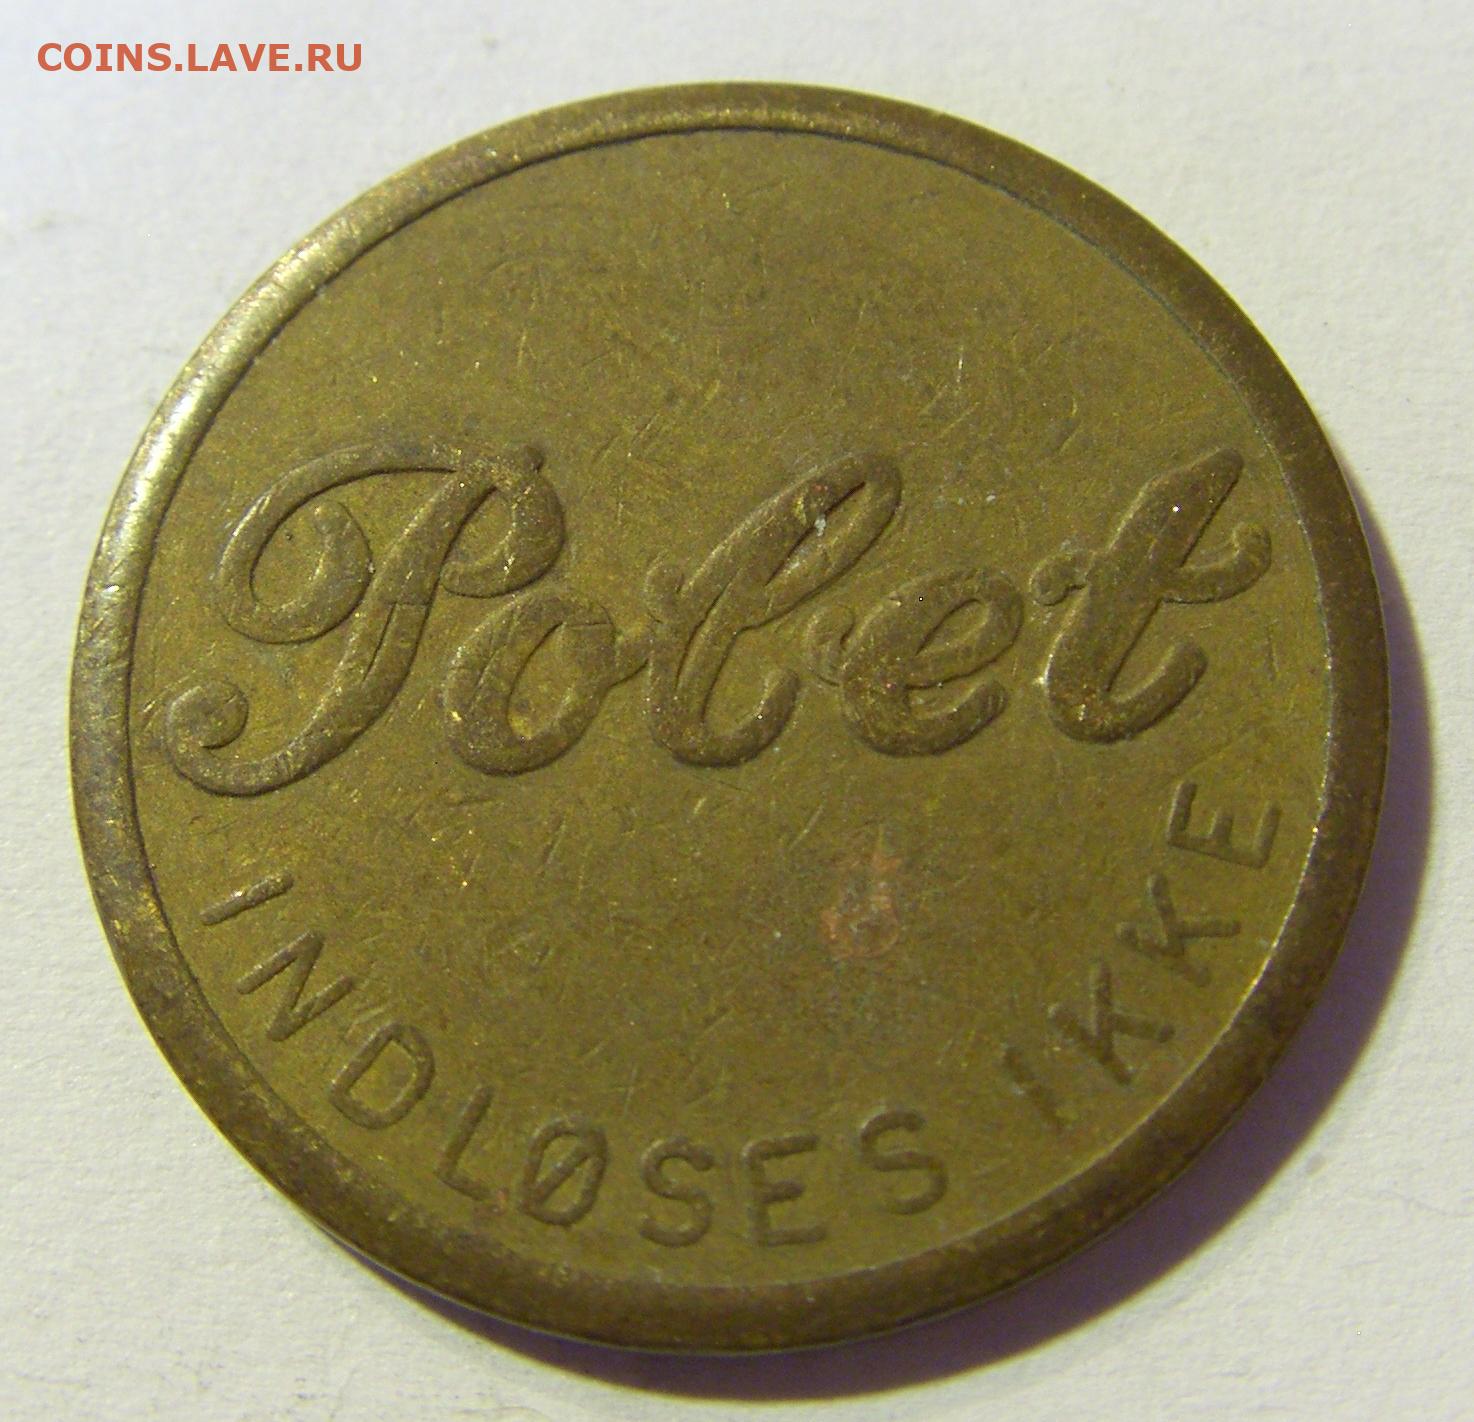 COINS.LAVE.RU
Polet
INDLØSES IKKE